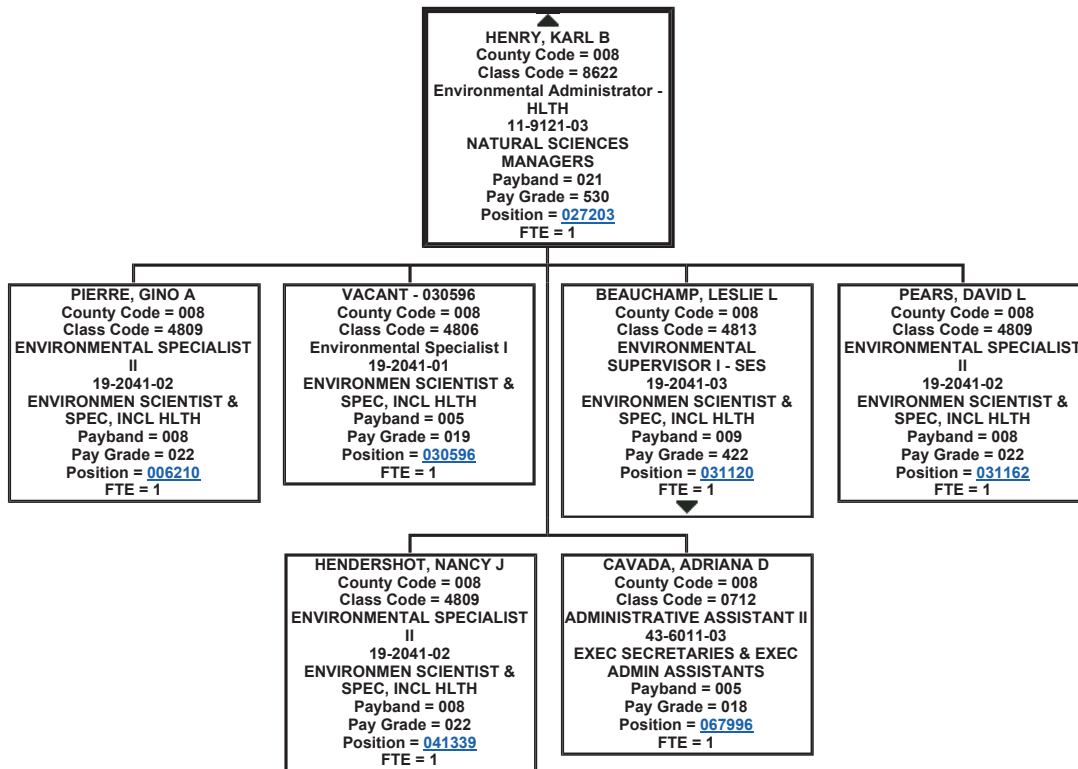 HENRY, KARL B
County Code = 008
Class Code = 8622
Environmental Administrator -
HLTH
11-9121-03
NATURAL SCIENCES
MANAGERS
Payband = 021
Pay Grade = 530
Position = 027203
FTE = 1
PIERRE, GINO A
County Code = 008
Class Code = 4809
ENVIRONMENTAL SPECIALIST
II
19-2041-02
ENVIRONMEN SCIENTIST &
SPEC, INCL HLTH
Payband = 008
Pay Grade = 022
Position = 006210
FTE = 1
VACANT - 030596
County Code = 008
Class Code = 4806
Environmental Specialist I
19-2041-01
ENVIRONMEN SCIENTIST &
SPEC, INCL HLTH
Payband = 005
Pay Grade = 019
Position = 030596
FTE = 1
BEAUCHAMP, LESLIE L
County Code = 008
Class Code = 4813
ENVIRONMENTAL
SUPERVISOR I - SES
19-2041-03
ENVIRONMEN SCIENTIST &
SPEC, INCL HLTH
Payband = 009
Pay Grade = 422
Position = 031120
FTE = 1
PEARS, DAVID L
County Code = 008
Class Code = 4809
ENVIRONMENTAL SPECIALIST
II
19-2041-02
ENVIRONMEN SCIENTIST &
SPEC, INCL HLTH
Payband = 008
Pay Grade = 022
Position = 031162
FTE = 1
HENDERSHOT, NANCY J
County Code = 008
Class Code = 4809
ENVIRONMENTAL SPECIALIST
II
19-2041-02
ENVIRONMEN SCIENTIST &
SPEC, INCL HLTH
Payband = 008
Pay Grade = 022
Position = 041339
FTE = 1
CAVADA, ADRIANA D
County Code = 008
Class Code = 0712
ADMINISTRATIVE ASSISTANT II
43-6011-03
EXEC SECRETARIES & EXEC
ADMIN ASSISTANTS
Payband = 005
Pay Grade = 018
Position = 067996
FTE = 1